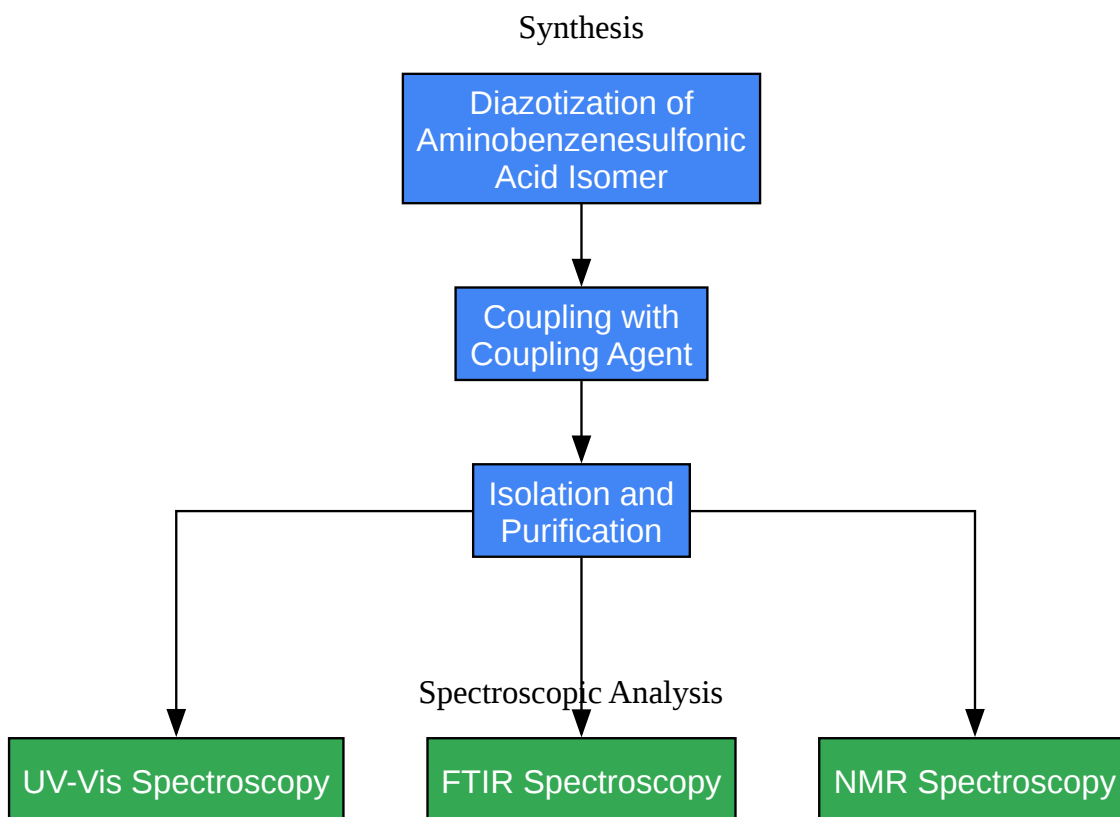 Synthesis
Diazotization of
Aminobenzenesulfonic
Acid Isomer
Coupling with
Coupling Agent
Isolation and
Purification
Spectroscopic Analysis
UV-Vis Spectroscopy
FTIR Spectroscopy
NMR Spectroscopy